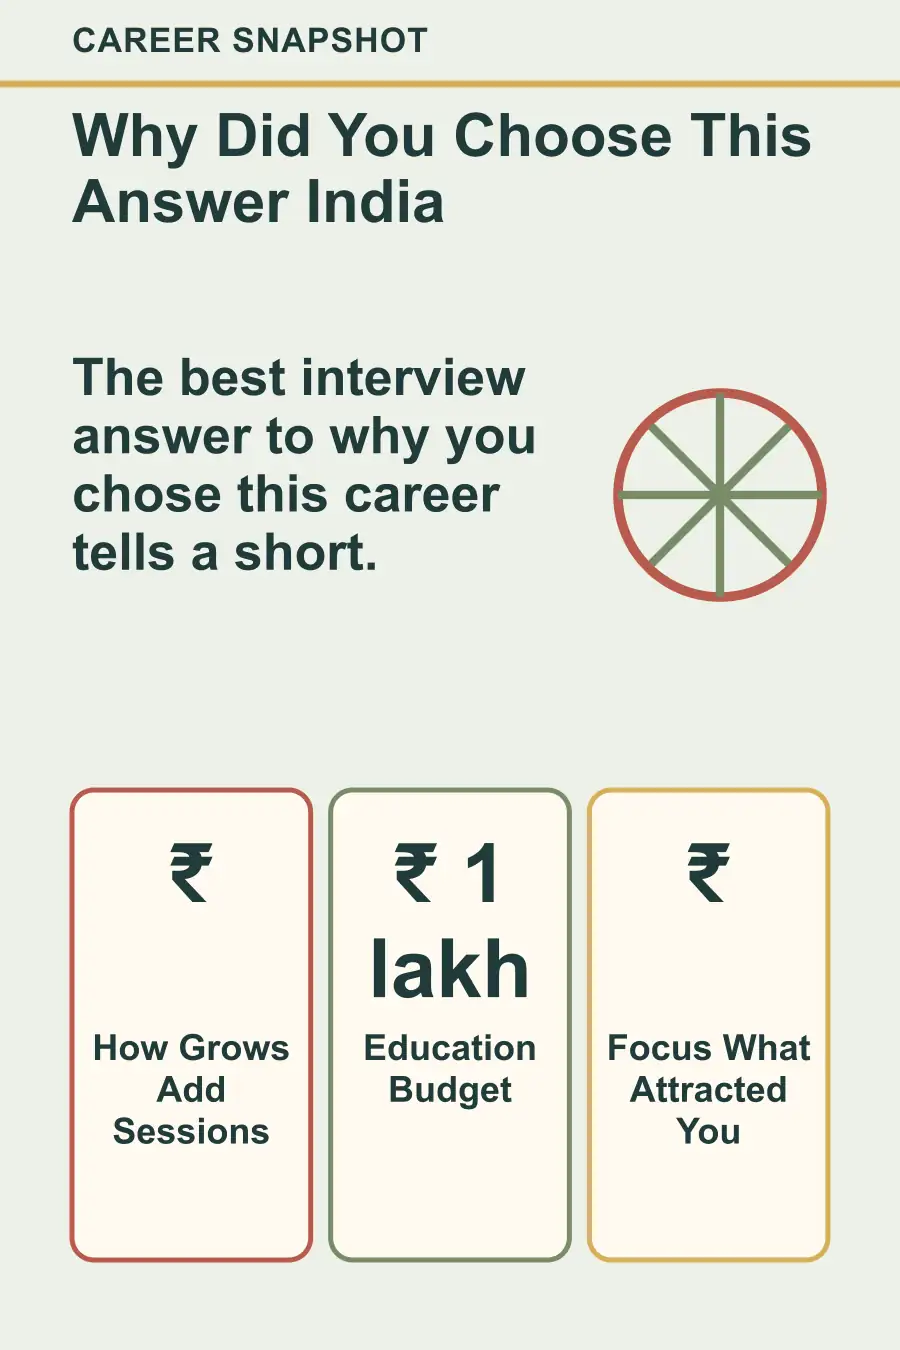 CAREER SNAPSHOT
Why Did You Choose This
Answer India
The best interview
answer to why you
chose this career
tells a short.
₹
How Grows
Add
Sessions
₹ 1
lakh
Education
Budget
₹
Focus What
Attracted
You